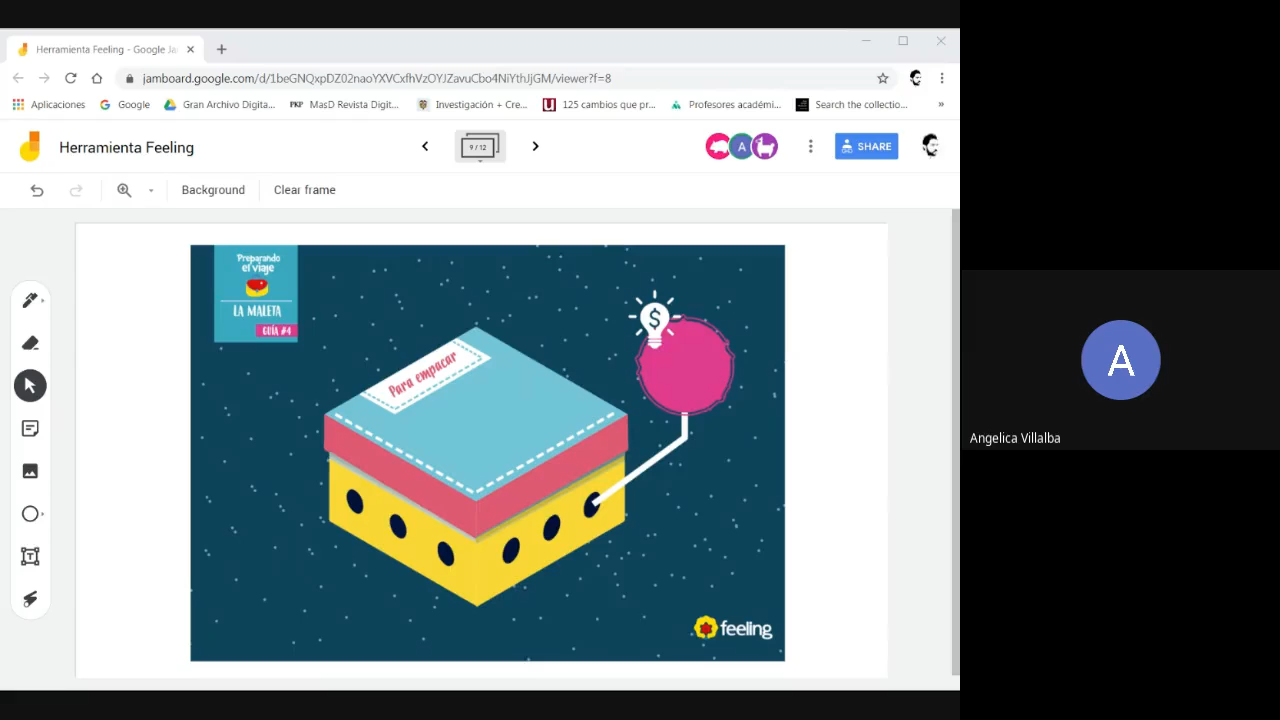 Herramienta Feeling - Google Ja
jamboard.google.com/d/1beGNQxpDZ02naoYXVCxfhVzOYJZavuCbo4NiYthJjGM/viewer?f=8
Aplicaciones Google Gran Archivo Digita... PKP MasD Revista Digit... Investigación + Cre... U 125 cambios que pr... Professores académi... Search the collectio... »
Herramienta Feeling
9 / 12
A
SHARE
Background
Clear frame
Preparando
el viaje
LA MALETA
GUÍA #4
Para empacar
$
feeling
T
A
Angelica Villalba